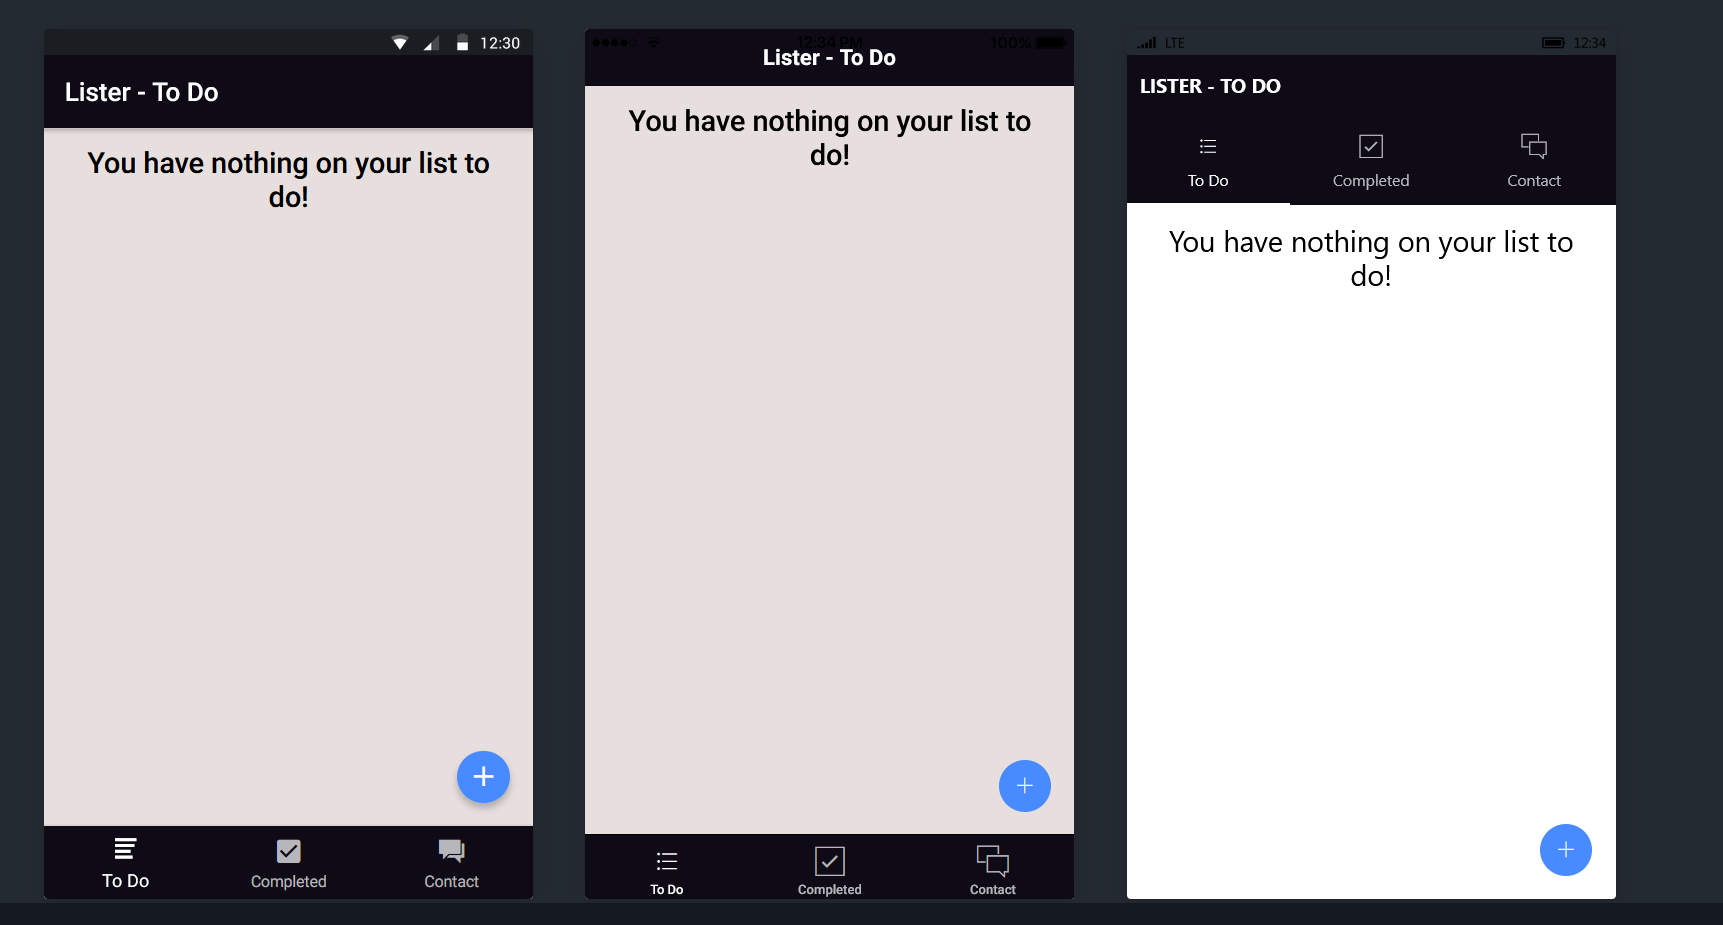 12:30
Lister - To Do
You have nothing on your list to
do!
To Do
Completed
Contact
12:34 PM
100%
Lister - To Do
You have nothing on your list to
do!
To Do
Completed
Contact
LTE
12:34
LISTER - TO DO
To Do
Completed
Contact
You have nothing on your list to
do!